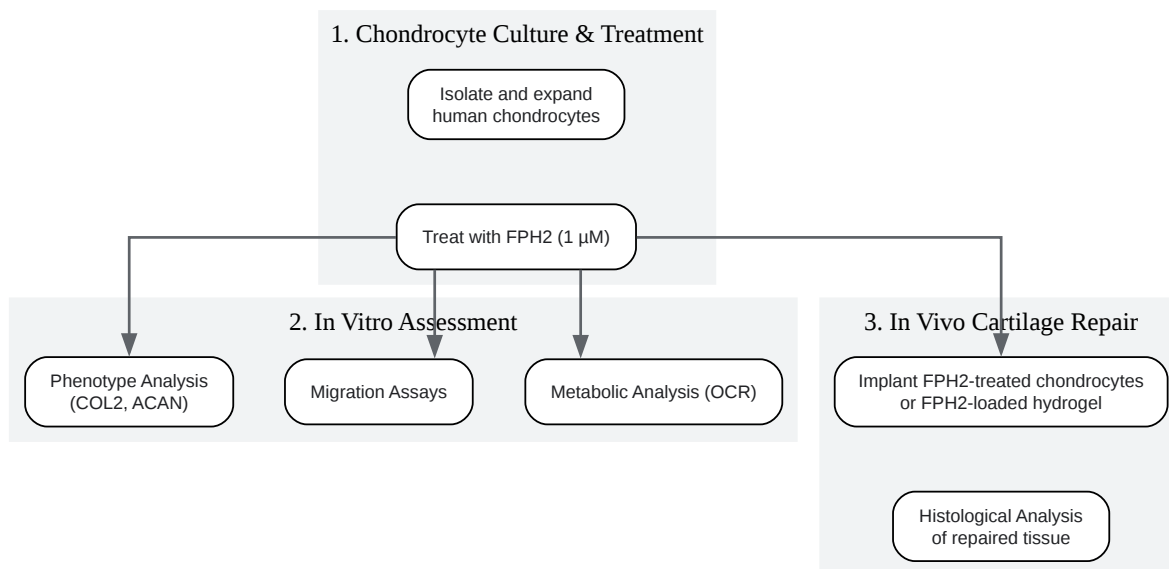 1. Chondrocyte Culture & Treatment
Isolate and expand
human chondrocytes
Treat with FPH2 (1 µM)
2. In Vitro Assessment
Phenotype Analysis
(COL2, ACAN)
Migration Assays
Metabolic Analysis (OCR)
3. In Vivo Cartilage Repair
Implant FPH2-treated chondrocytes
or FPH2-loaded hydrogel
Histological Analysis
of repaired tissue